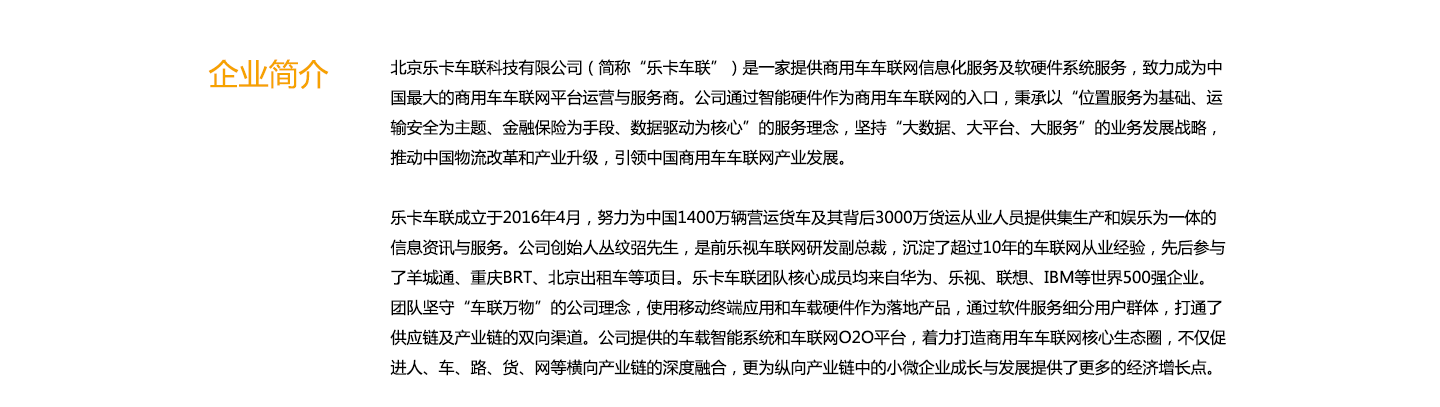 企业简介
北京乐卡车联科技有限公司（简称“乐卡车联”）是一家提供商用车车联网信息化服务及软硬件系统服务，致力成为中
国最大的商用车车联网平台运营与服务商。公司通过智能硬件作为商用车车联网的入口，秉承以“位置服务为基础、运
输安全为主题、金融保险为手段、数据驱动为核心”的服务理念，坚持“大数据、大平台、大服务”的业务发展战略，
推动中国物流改革和产业升级，引领中国商用车车联网产业发展。
乐卡车联成立于2016年4月，努力为中国1400万辆营运货车及其背后3000万货运从业人员提供集生产和娱乐为一体的
信息资讯与服务。公司创始人丛纹弨先生，是前乐视车联网研发副总裁，沉淀了超过10年的车联网从业经验，先后参与
了羊城通、重庆BRT、北京出租车等项目。乐卡车联团队核心成员均来自华为、乐视、联想、IBM等世界500强企业。
团队坚守“车联万物”的公司理念，使用移动终端应用和车载硬件作为落地产品，通过软件服务细分用户群体，打通了
供应链及产业链的双向渠道。公司提供的车载智能系统和车联网O2O平台，着力打造商用车车联网核心生态圈，不仅促
进人、车、路、货、网等横向产业链的深度融合，更为纵向产业链中的小微企业成长与发展提供了更多的经济增长点。